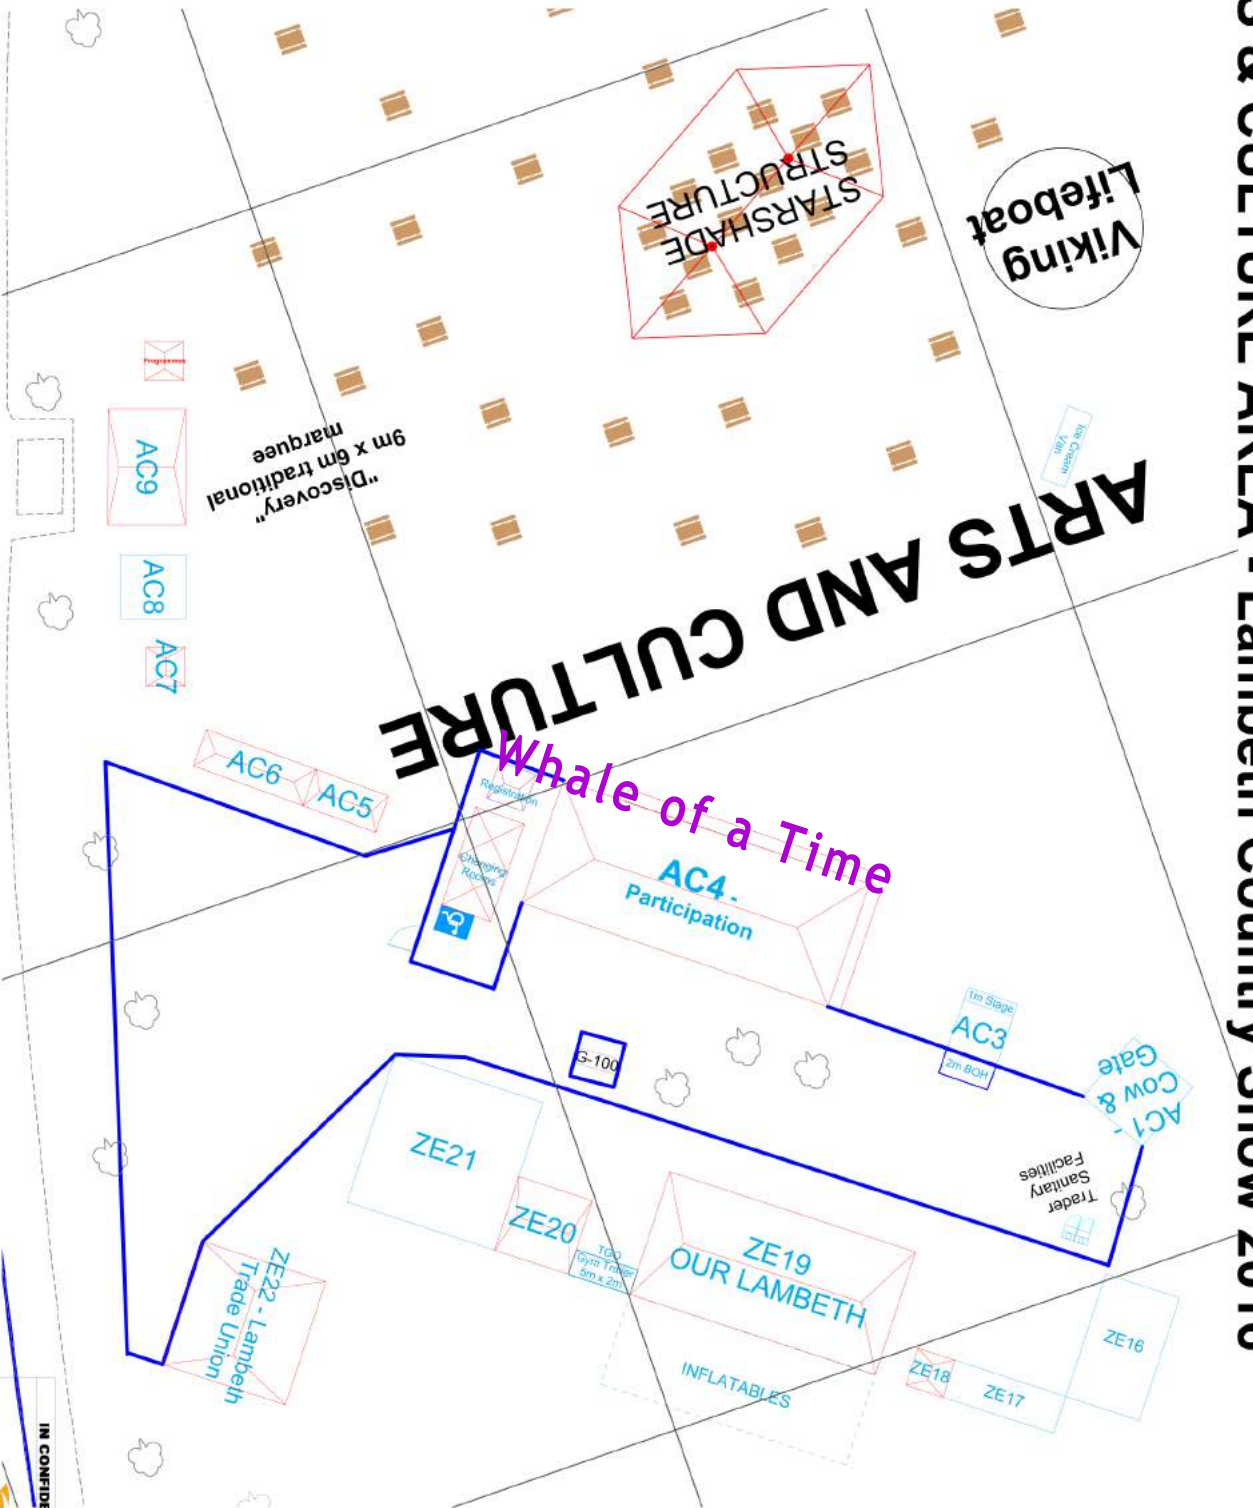 STARSHADE
STRUCTURE
Viking
Lifeboat
Programmes
AC9
"Discovery"
9m x 6m traditional
marquee
Ice Cream
Van
AC8
AC7
ARTS AND CULTURE
AC6
AC5
Whale of a Time
Registration
Changing
Rooms
AC4 -
Participation
1m Stage
AC3
2m BOH
AC1 -
Cow &
Gate
G-100
Trader
Sanitary
Facilities
ZE21
ZE20
TGO
Gym Trailer
5m x 2m
ZE19
OUR LAMBETH
INFLATABLES
ZE22 - Lambeth
Trade Union
ZE18
ZE17
ZE16
IN CONFIDE
& CULTURE AREA - Lambeth Country Show 2016